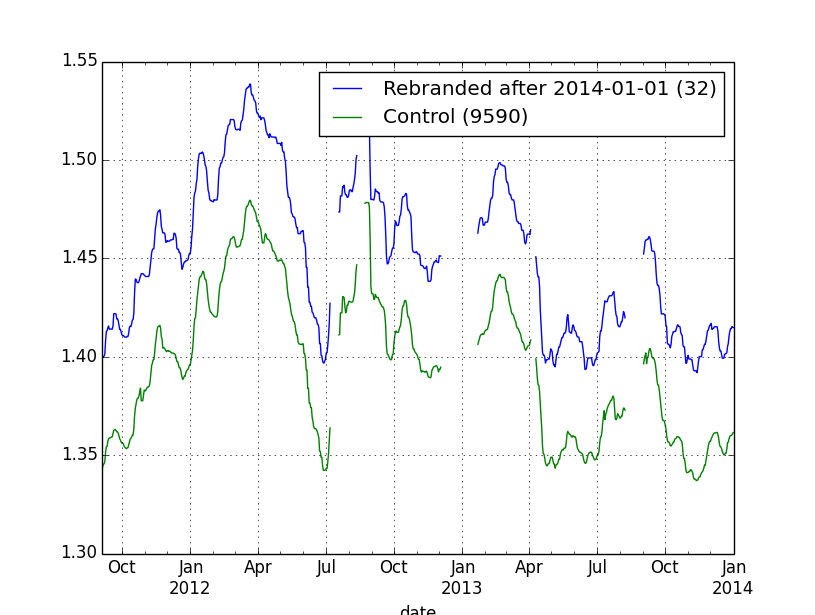 1.55
Rebranded after 2014-01-01 (32)
Control (9590)
1.50
1.45
1.40
1.35
1.30
Oct Jan Apr Jul Oct Jan Apr Jul Oct Jan
2012 2013 2014
date